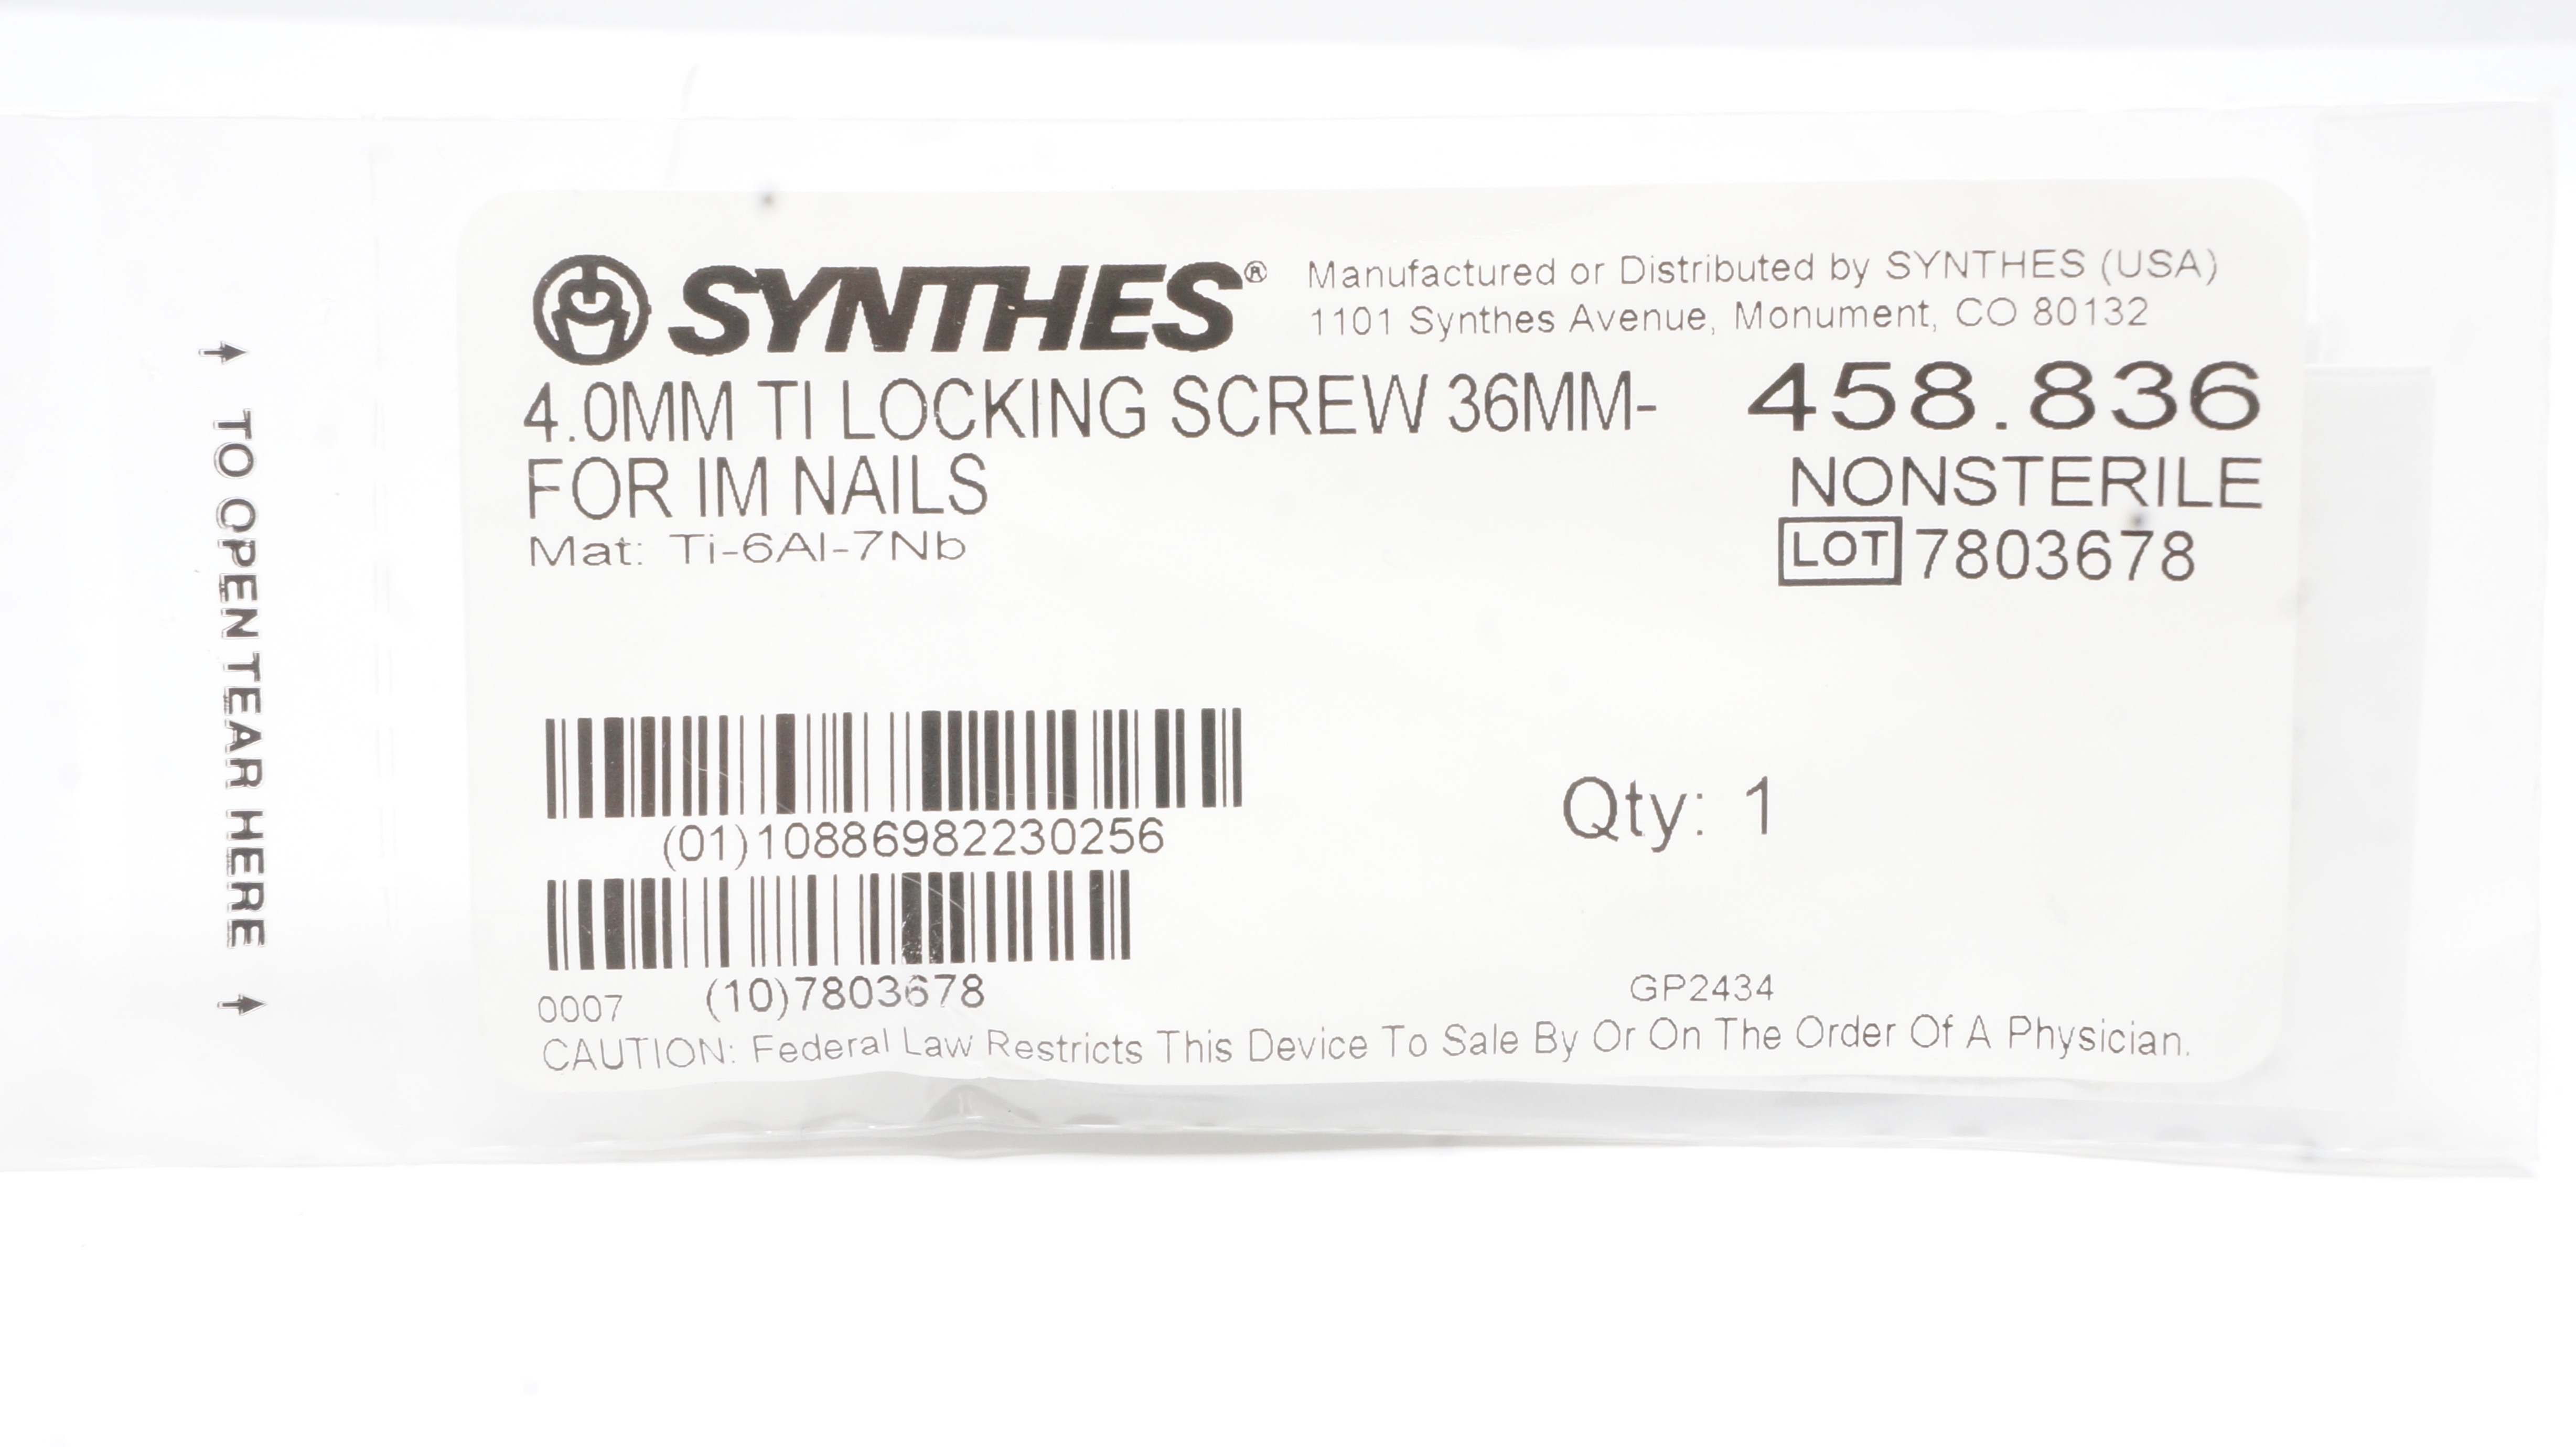 SYNTHES® Manufactured or Distributed by SYNTHES (USA)
1101 Synthes Avenue, Monument, CO 80132
4.0MM TI LOCKING SCREW 36MM-
FOR IM NAILS
Mat: Ti-6Al-7Nb
458.836
NONSTERILE
LOT 7803678
(01)10886982230256
Qty: 1
(10)7803678
0007
GP2434
CAUTION: Federal Law Restricts This Device To Sale By Or On The Order Of A Physician.
TO OPEN TEAR HERE